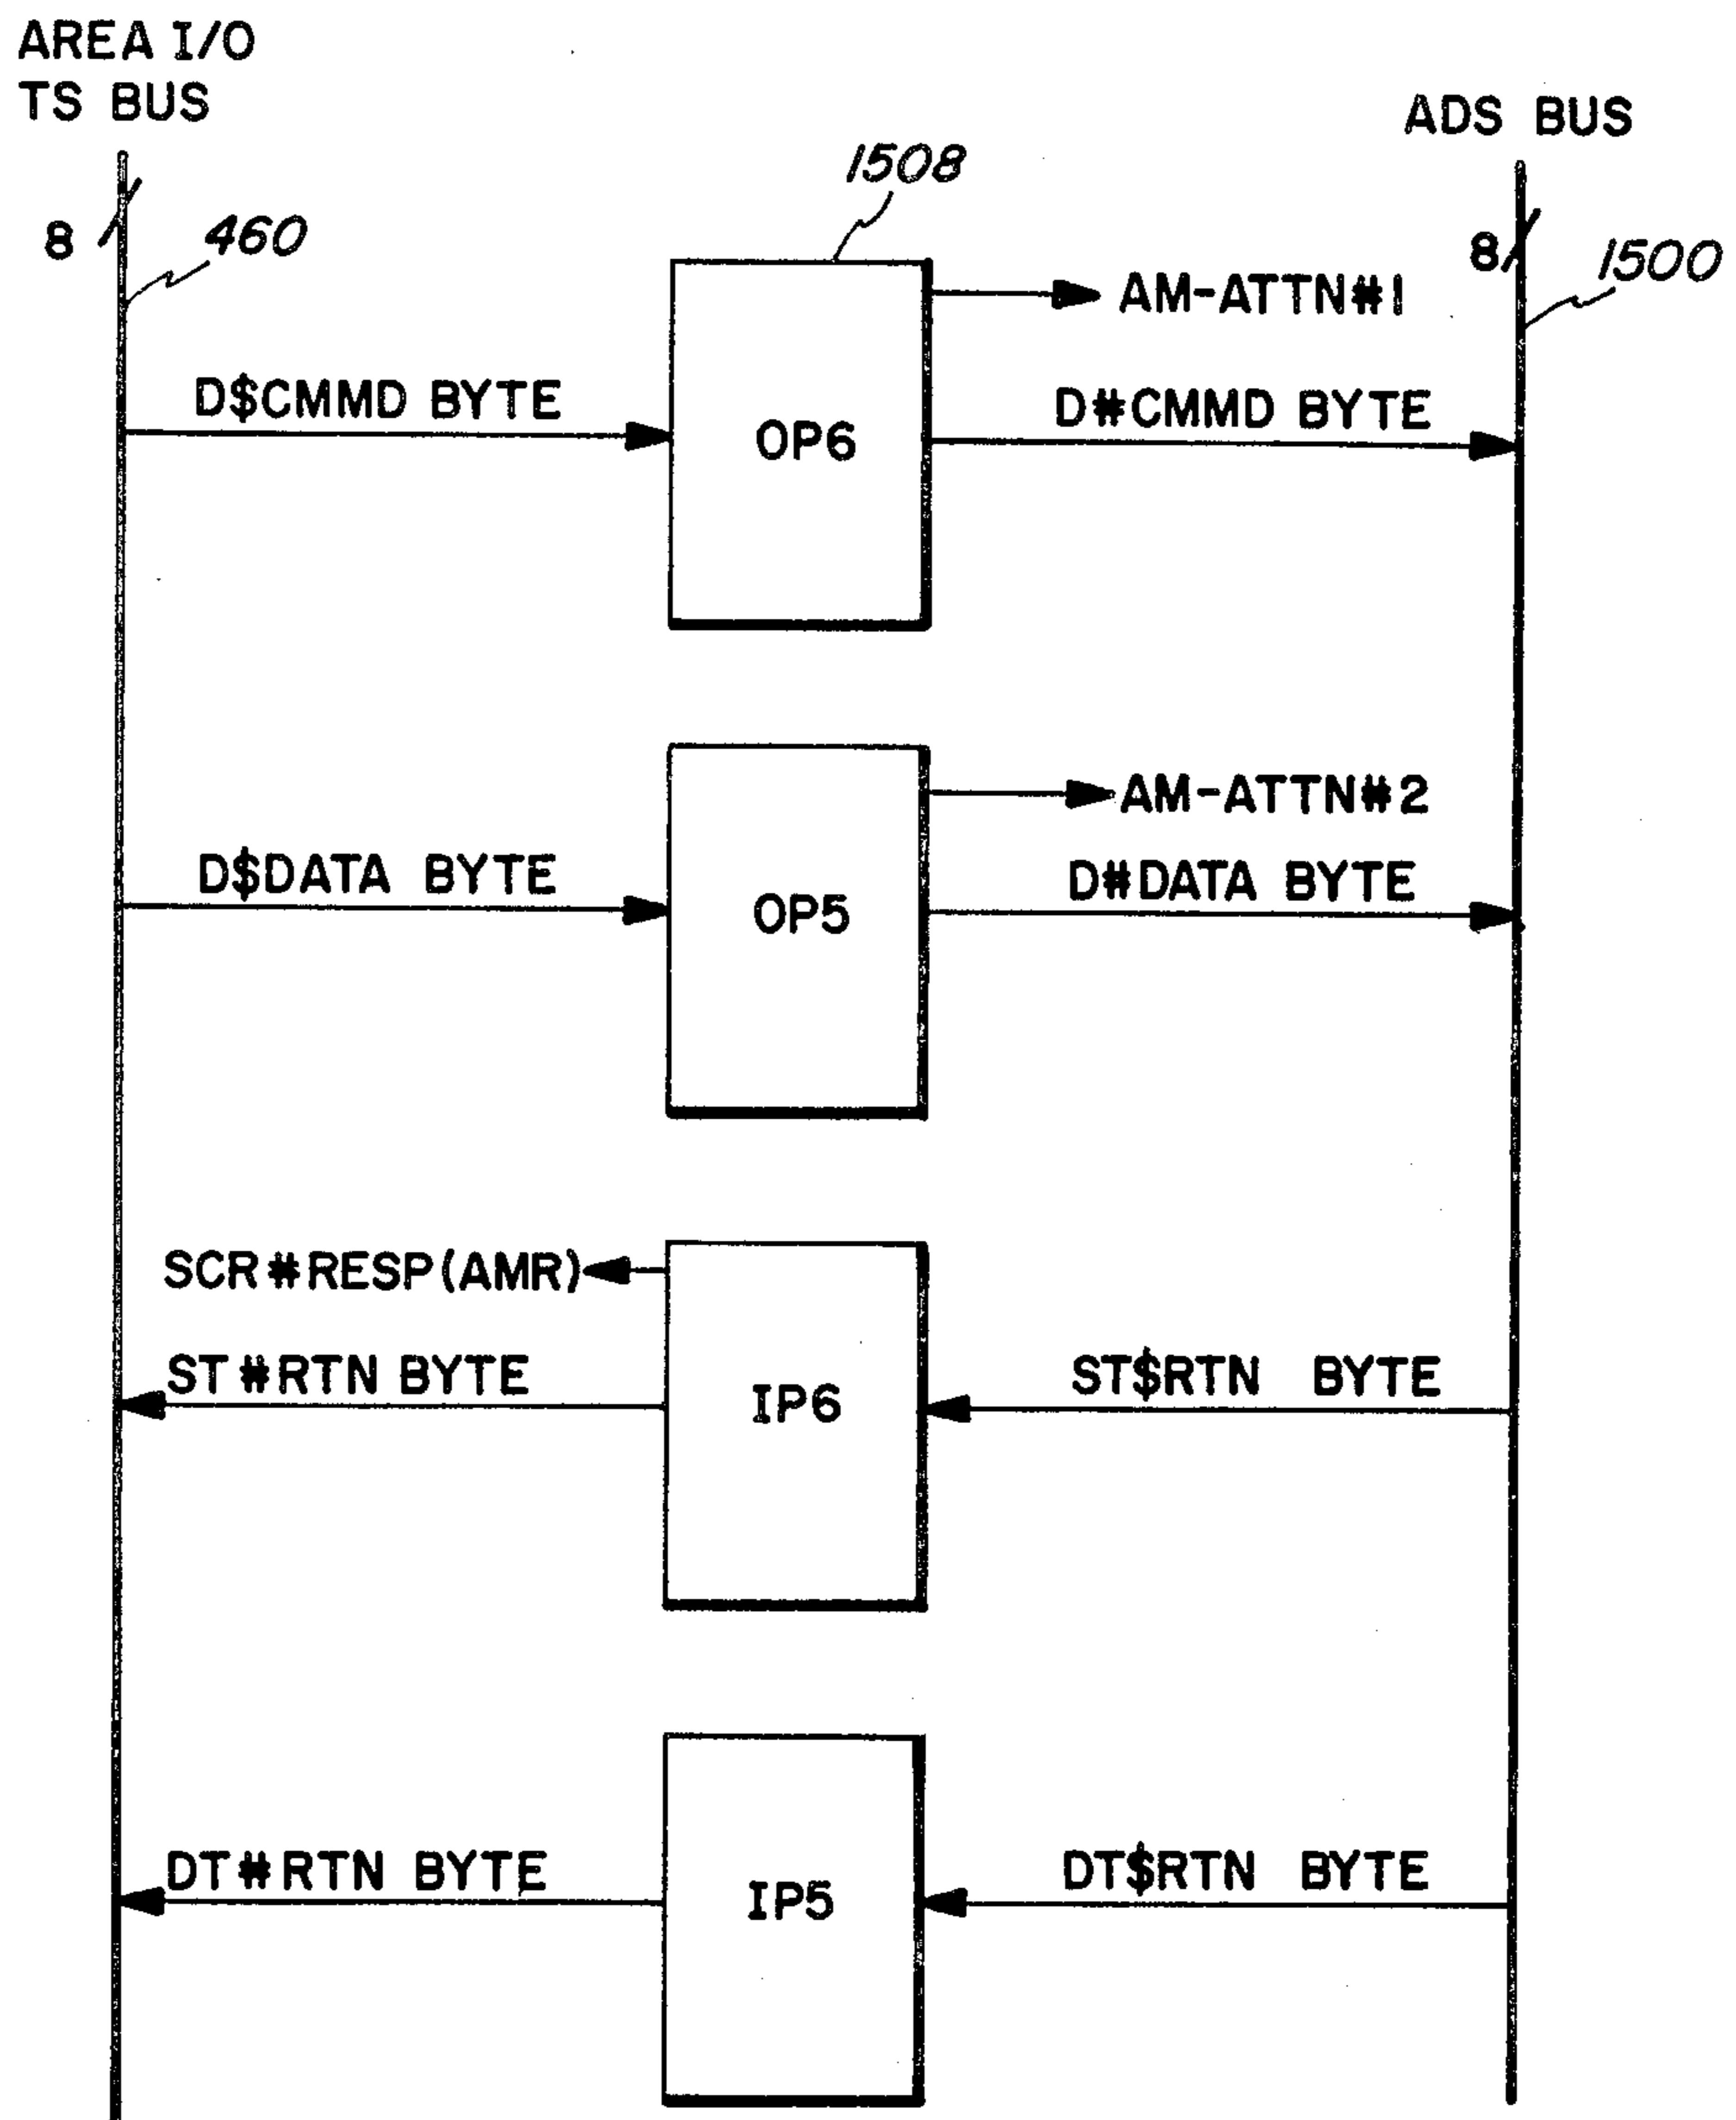 AREA I/O
TS BUS
ADS BUS
1508
8
460
8
1500
AM-ATTN#1
D$CMMD BYTE
D#CMMD BYTE
OP6
AM-ATTN#2
D$DATA BYTE
D#DATA BYTE
OP5
SCR#RESP(AMR)
ST#RTN BYTE
ST$RTN BYTE
IP6
DT#RTN BYTE
DT$RTN BYTE
IP5